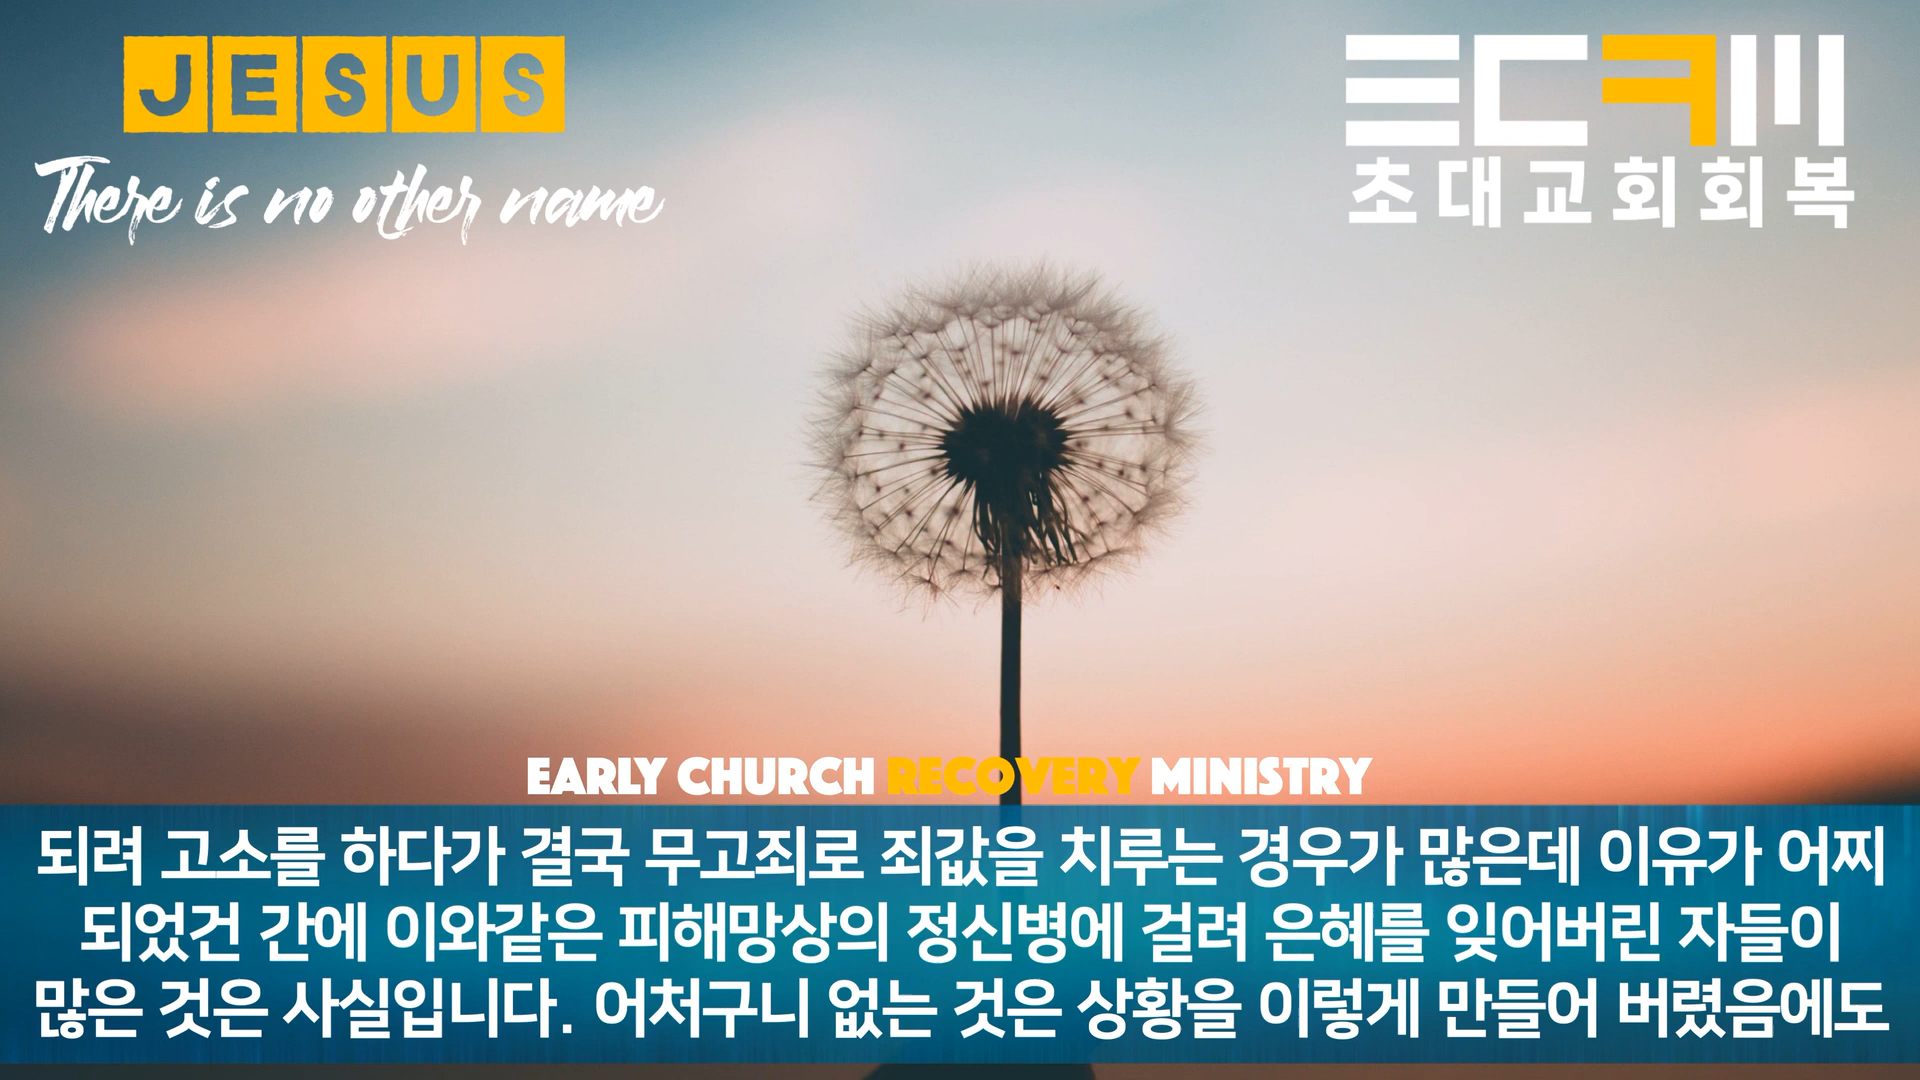 JESUS
There is no other name
초대교회회복
EARLY CHURCH RECOVERY MINISTRY
되려 고소를 하다가 결국 무고죄로 죄값을 치루는 경우가 많은데 이유가 어찌
되었건 간에 이와같은 피해망상의 정신병에 걸려 은혜를 잊어버린 자들이
많은 것은 사실입니다. 어처구니 없는 것은 상황을 이렇게 만들어 버렸음에도